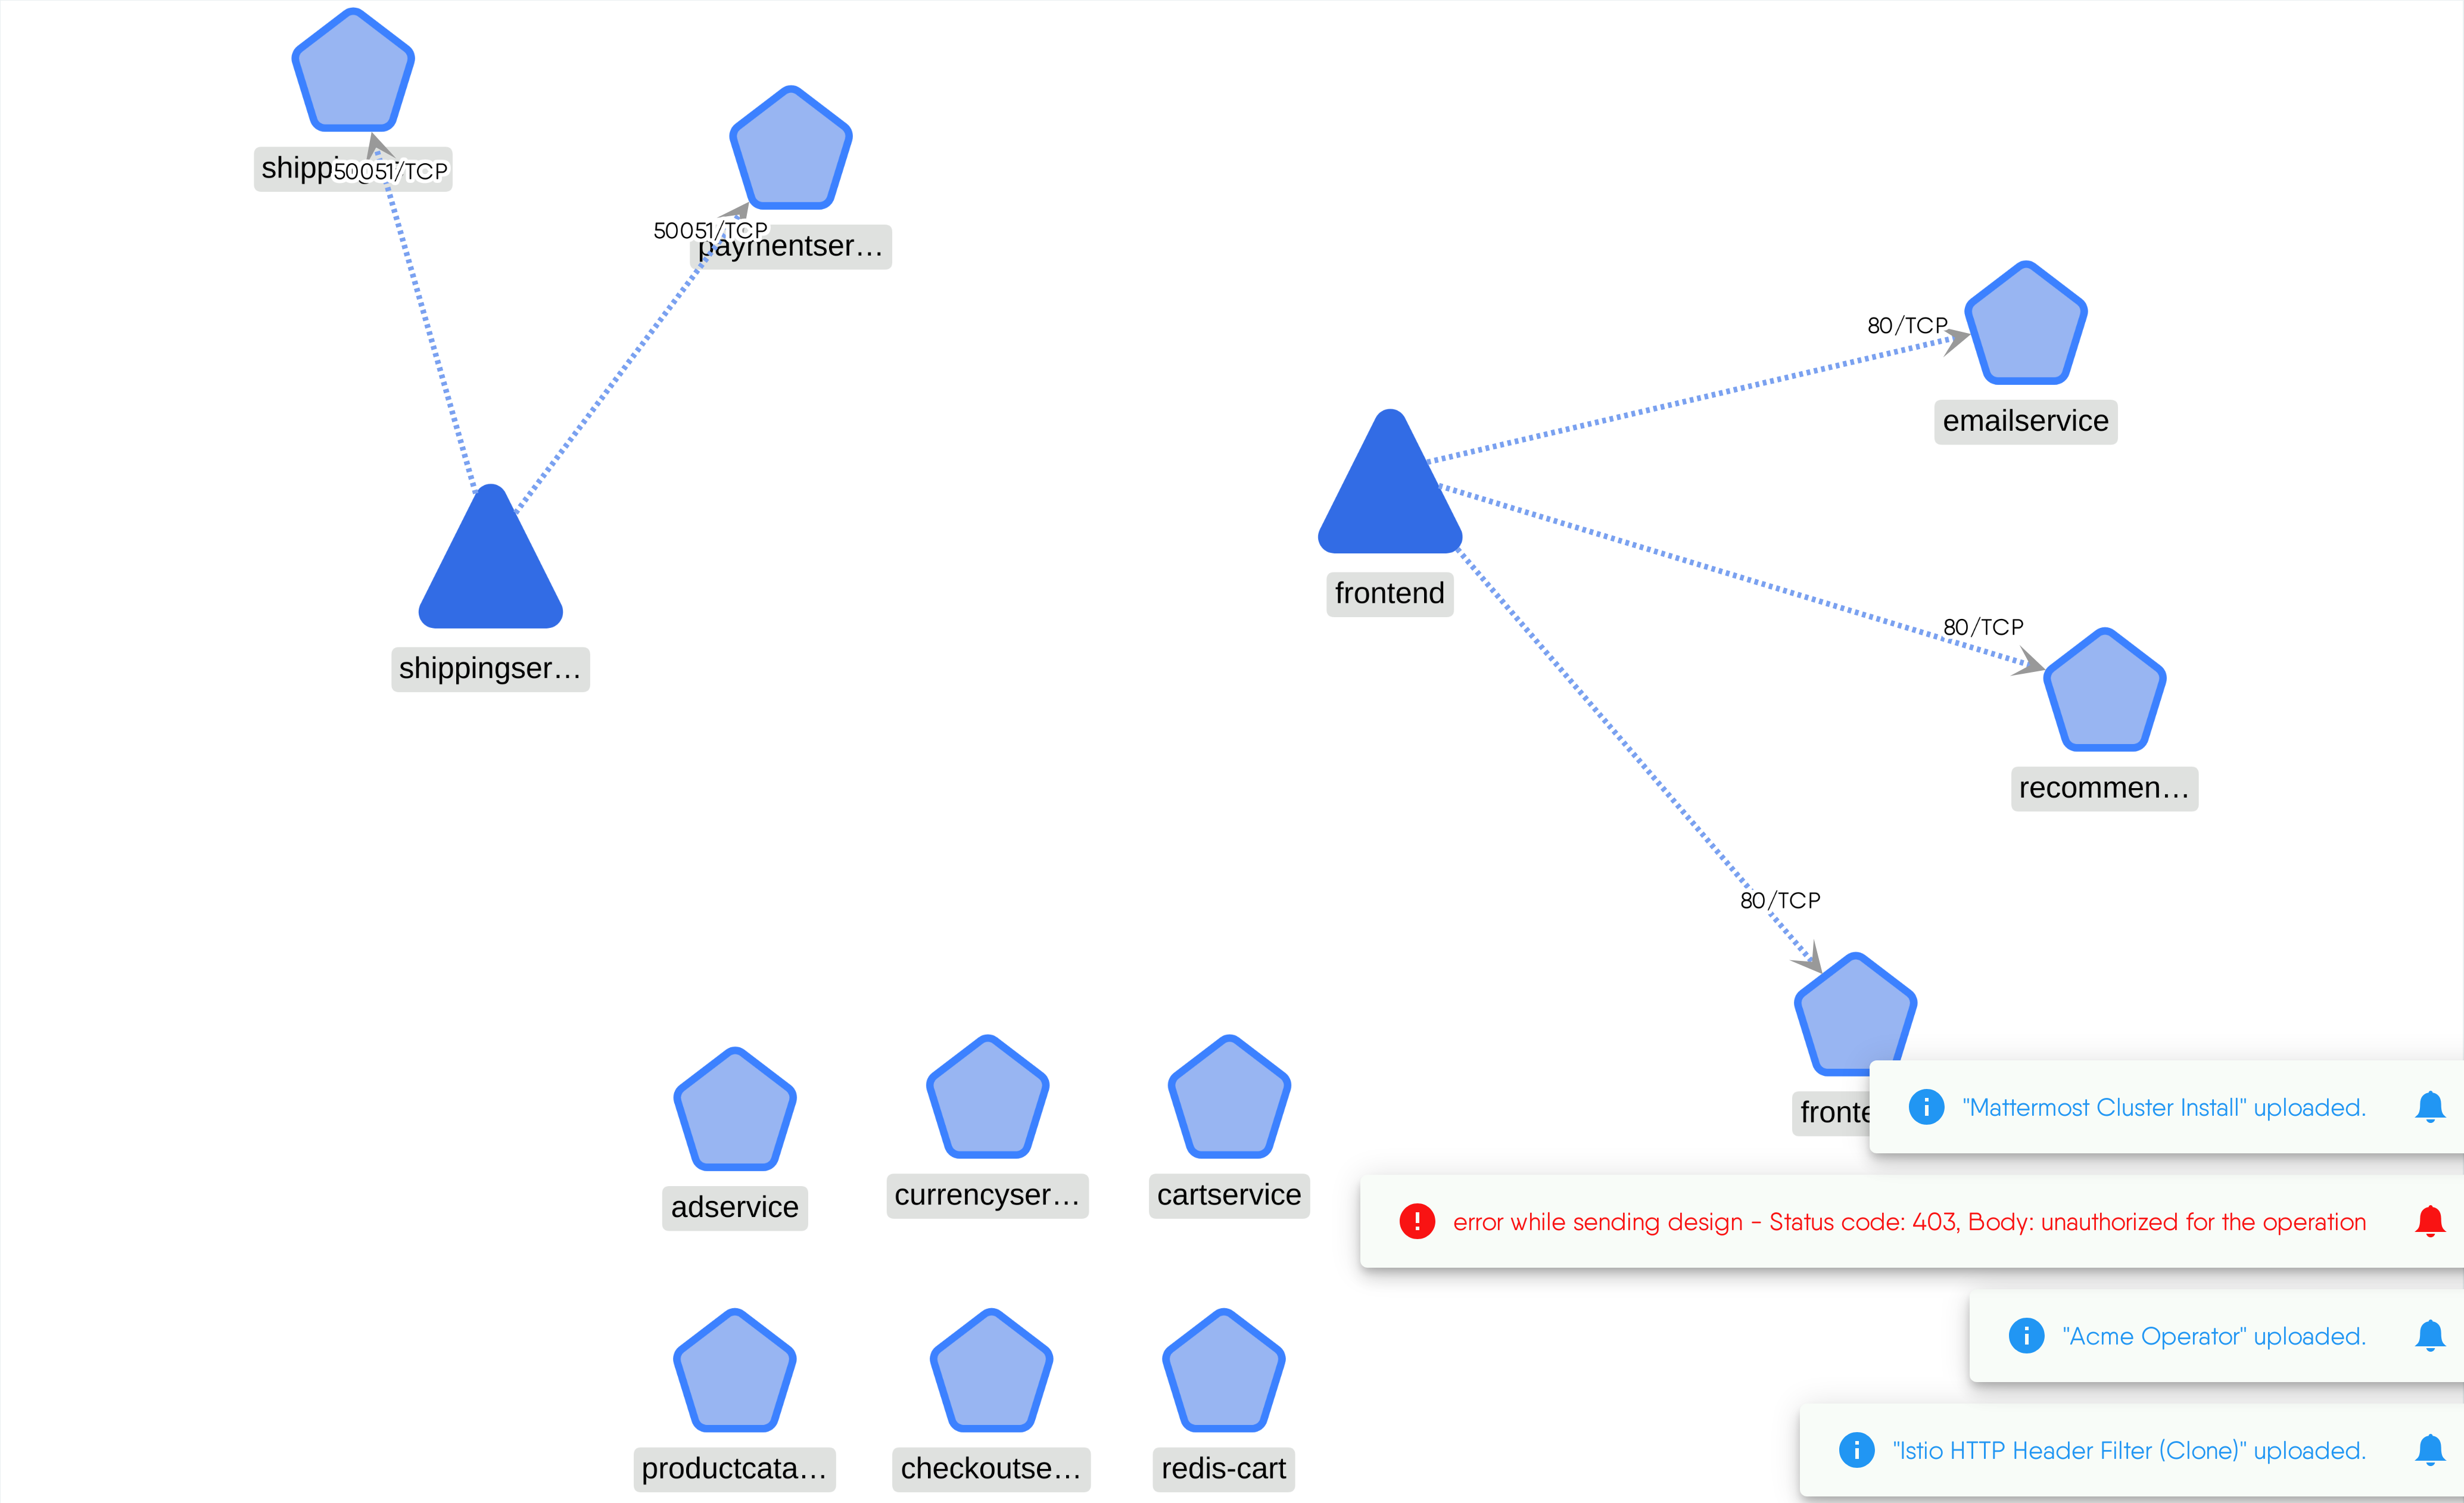 50051/TCP
50051/TCP
paymentser...
80/TCP
emailservice
frontend
80/TCP
shippingser...
recommen...
80/TCP
"Mattermost Cluster Install" uploaded.
adservice
currencyser...
cartservice
error while sending design - Status code: 403, Body: unauthorized for the operation
"Acme Operator" uploaded.
"Istio HTTP Header Filter (Clone)" uploaded.
productcata...
checkoutse...
redis-cart